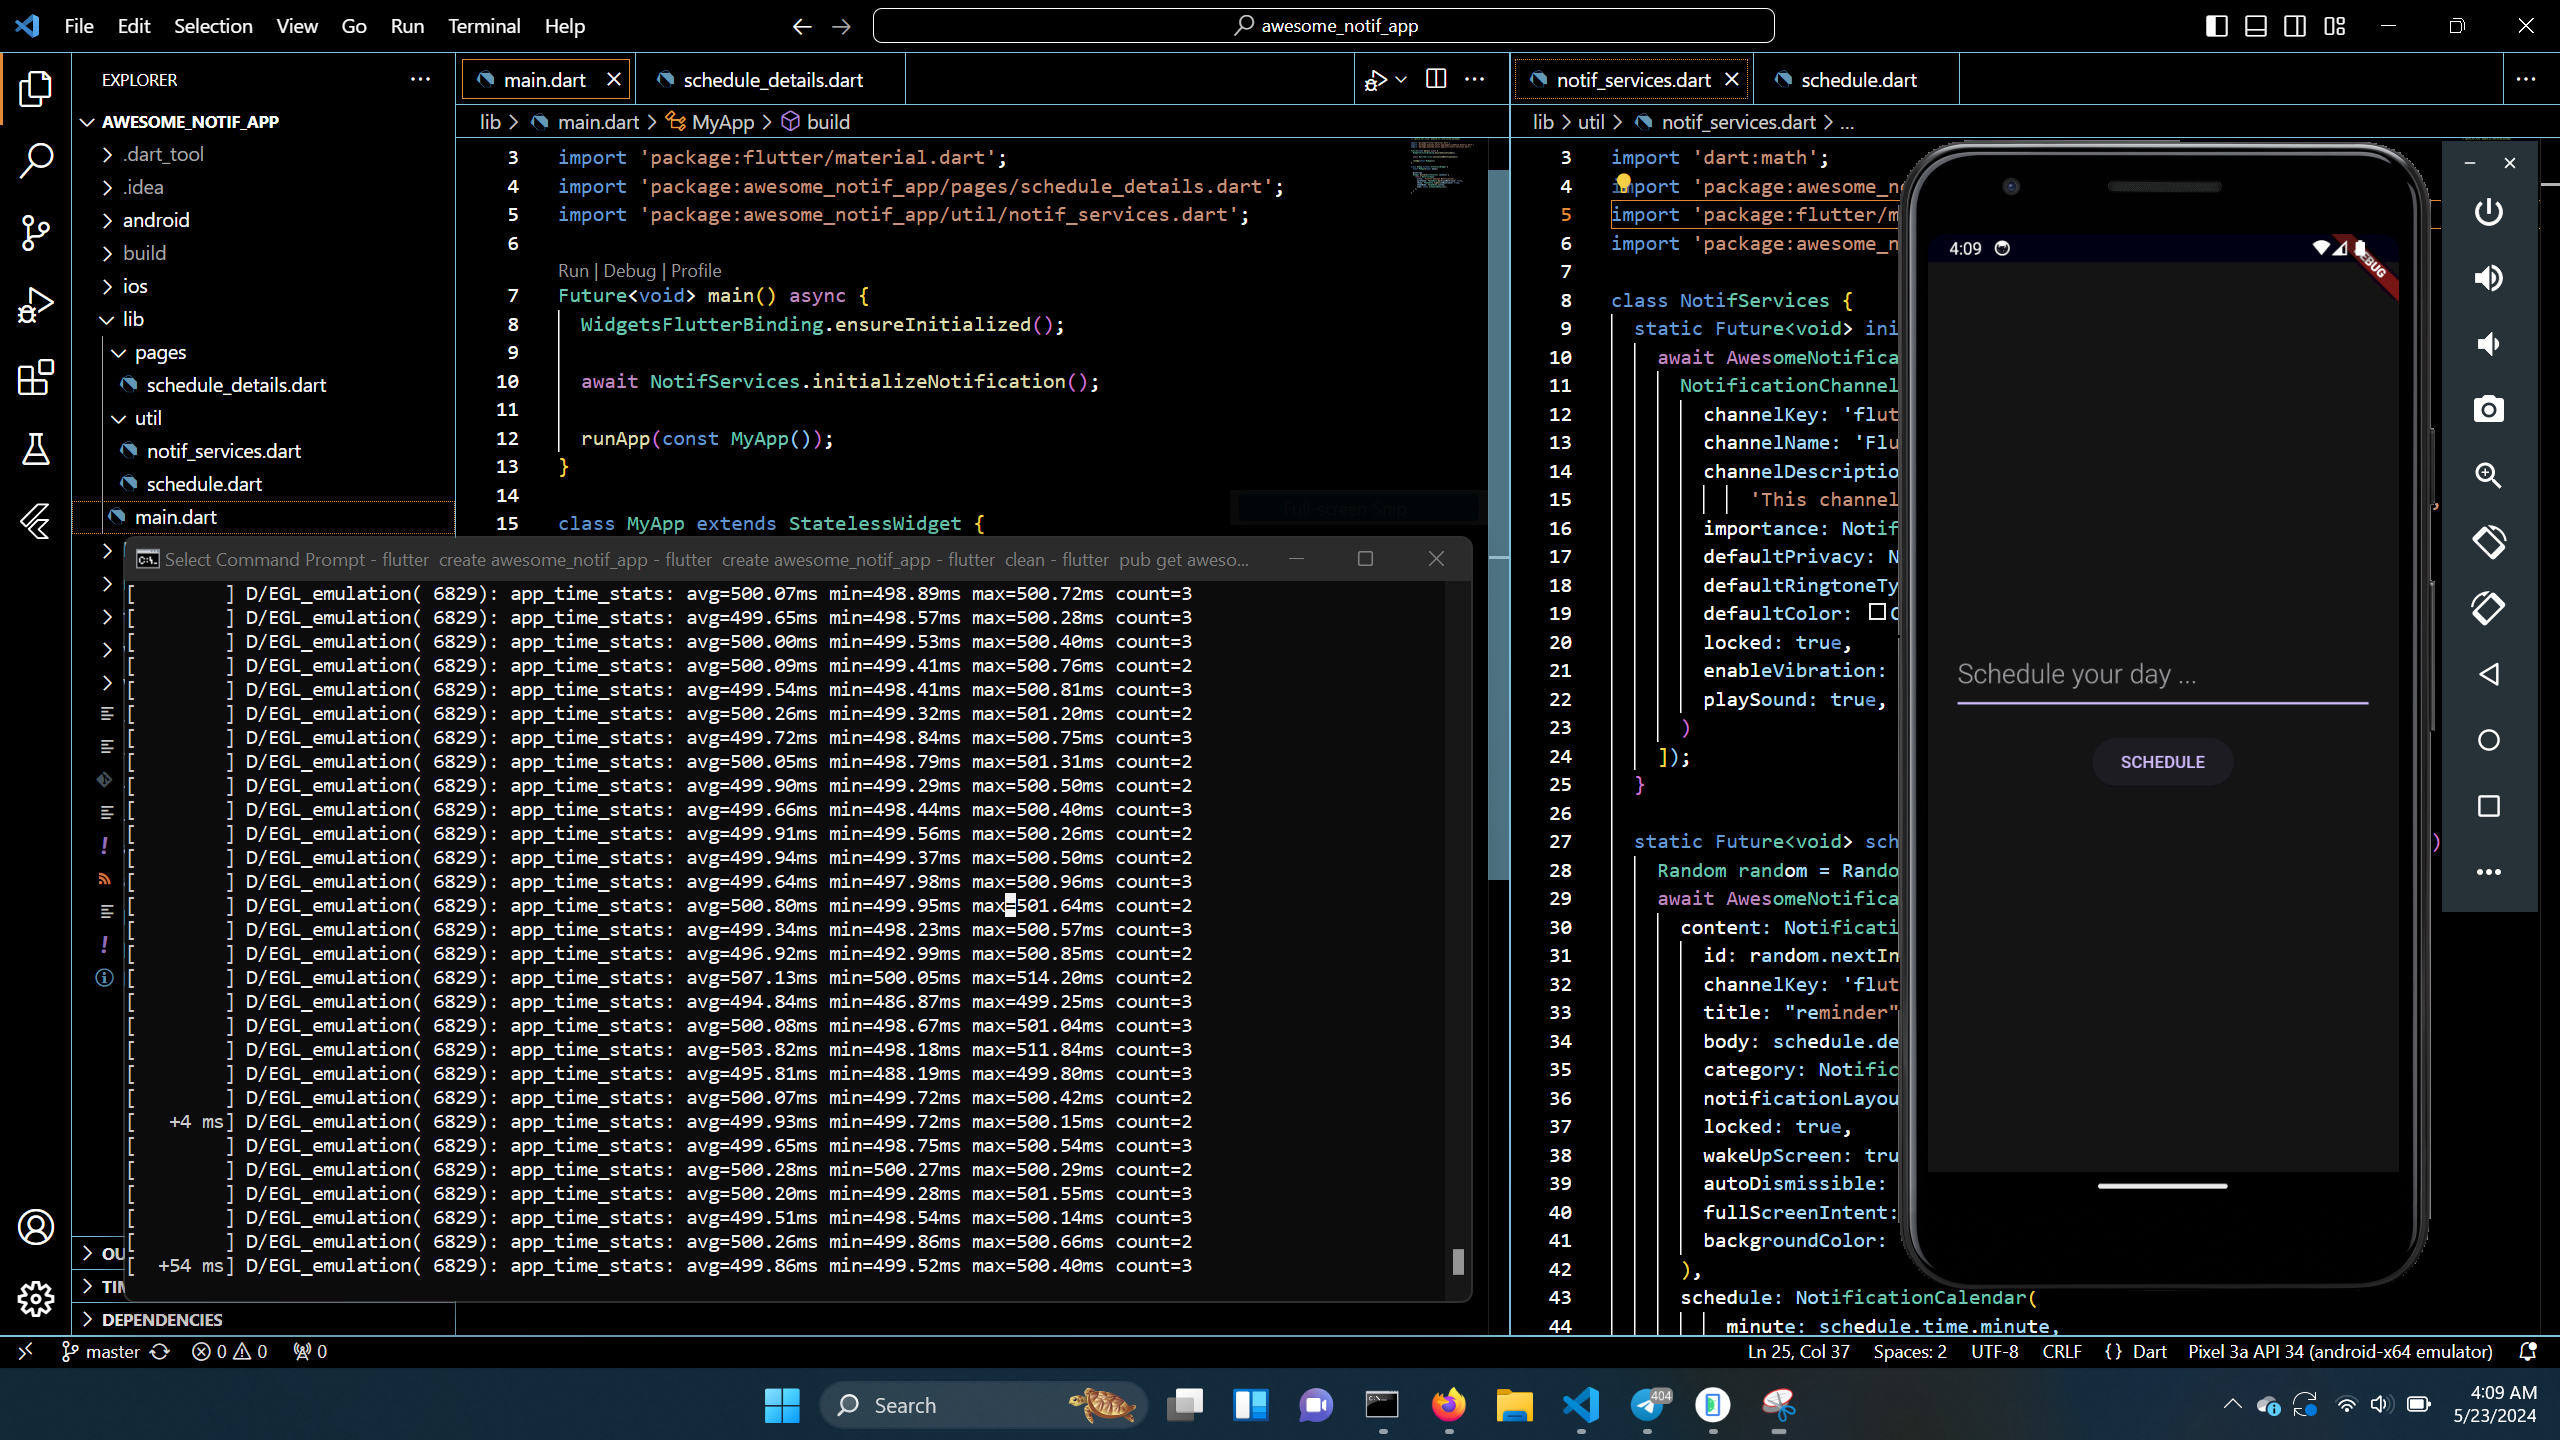 File Edit Selection View Go Run Terminal Help
awesome_notif_app
EXPLORER
AWESOME_NOTIF_APP
.dart_tool
.idea
android
build
ios
lib
pages
schedule_details.dart
util
notif_services.dart
schedule.dart
main.dart
OU
TIM
DEPENDENCIES
main.dart
schedule_details.dart
lib > main.dart > MyApp > build
3 import 'package:flutter/material.dart';
4 import 'package:awesome_notif_app/pages/schedule_details.dart';
5 import 'package:awesome_notif_app/util/notif_services.dart';
6
Run | Debug | Profile
7 Future<void> main() async {
8 WidgetsFlutterBinding.ensureInitialized();
9
10 await NotifServices.initializeNotification();
11
12 runApp(const MyApp());
13 }
14
15 class MyApp extends StatelessWidget {
Select Command Prompt - flutter create awesome_notif_app - flutter create awesome_notif_app - flutter clean - flutter pub get aweso...
[ ] D/EGL_emulation( 6829): app_time_stats: avg=500.07ms min=498.89ms max=500.72ms count=3
[ ] D/EGL_emulation( 6829): app_time_stats: avg=499.65ms min=498.57ms max=500.28ms count=3
[ ] D/EGL_emulation( 6829): app_time_stats: avg=500.00ms min=499.53ms max=500.40ms count=3
[ ] D/EGL_emulation( 6829): app_time_stats: avg=500.09ms min=499.41ms max=500.76ms count=2
[ ] D/EGL_emulation( 6829): app_time_stats: avg=499.54ms min=498.41ms max=500.81ms count=3
[ ] D/EGL_emulation( 6829): app_time_stats: avg=500.26ms min=499.32ms max=501.20ms count=2
[ ] D/EGL_emulation( 6829): app_time_stats: avg=499.72ms min=498.84ms max=500.75ms count=3
[ ] D/EGL_emulation( 6829): app_time_stats: avg=500.05ms min=498.79ms max=501.31ms count=2
[ ] D/EGL_emulation( 6829): app_time_stats: avg=499.90ms min=499.29ms max=500.50ms count=2
[ ] D/EGL_emulation( 6829): app_time_stats: avg=499.66ms min=498.44ms max=500.40ms count=3
[ ] D/EGL_emulation( 6829): app_time_stats: avg=499.91ms min=499.56ms max=500.26ms count=2
[ ] D/EGL_emulation( 6829): app_time_stats: avg=499.94ms min=499.37ms max=500.50ms count=2
[ ] D/EGL_emulation( 6829): app_time_stats: avg=499.64ms min=497.98ms max=500.96ms count=3
[ ] D/EGL_emulation( 6829): app_time_stats: avg=500.80ms min=499.95ms max=501.64ms count=2
[ ] D/EGL_emulation( 6829): app_time_stats: avg=499.34ms min=498.23ms max=500.57ms count=3
[ ] D/EGL_emulation( 6829): app_time_stats: avg=496.92ms min=492.99ms max=500.85ms count=2
[ ] D/EGL_emulation( 6829): app_time_stats: avg=507.13ms min=500.05ms max=514.20ms count=2
[ ] D/EGL_emulation( 6829): app_time_stats: avg=494.84ms min=486.87ms max=499.25ms count=3
[ ] D/EGL_emulation( 6829): app_time_stats: avg=500.08ms min=498.67ms max=501.04ms count=3
[ ] D/EGL_emulation( 6829): app_time_stats: avg=503.82ms min=498.18ms max=511.84ms count=3
[ ] D/EGL_emulation( 6829): app_time_stats: avg=495.81ms min=488.19ms max=499.80ms count=3
[ ] D/EGL_emulation( 6829): app_time_stats: avg=500.07ms min=499.72ms max=500.42ms count=2
[ +4 ms] D/EGL_emulation( 6829): app_time_stats: avg=499.93ms min=499.72ms max=500.15ms count=2
[ ] D/EGL_emulation( 6829): app_time_stats: avg=499.65ms min=498.75ms max=500.54ms count=3
[ ] D/EGL_emulation( 6829): app_time_stats: avg=500.28ms min=500.27ms max=500.29ms count=2
[ ] D/EGL_emulation( 6829): app_time_stats: avg=500.20ms min=499.28ms max=501.55ms count=3
[ ] D/EGL_emulation( 6829): app_time_stats: avg=499.51ms min=498.54ms max=500.14ms count=3
[ ] D/EGL_emulation( 6829): app_time_stats: avg=500.26ms min=499.86ms max=500.66ms count=2
[ +54 ms] D/EGL_emulation( 6829): app_time_stats: avg=499.86ms min=499.52ms max=500.40ms count=3
notif_services.dart
schedule.dart
lib > util > notif_services.dart > ...
3 import 'dart:math';
4 import 'package:awesome_n
5 import 'package:flutter/m
6 import 'package:awesome_n
7
8 class NotifServices {
9 static Future<void> ini
10 await AwesomeNotifica
11 NotificationChannel
12 channelKey: 'flut
13 channelName: 'Flu
14 channelDescriptio
15 'This channel
16 importance: Notif
17 defaultPrivacy: N
18 defaultRingtoneTy
19 defaultColor: C
20 locked: true,
21 enableVibration:
22 playSound: true,
23 )
24 ]);
25 }
26
27 static Future<void> sch )
28 Random random = Rando
29 await AwesomeNotifica
30 content: Notificati
31 id: random.nextIn
32 channelKey: 'flut
33 title: "reminder"
34 body: schedule.de
35 category: Notific
36 notificationLayou
37 locked: true,
38 wakeUpScreen: tru
39 autoDismissible:
40 fullScreenIntent:
41 backgroundColor:
42 ),
43 schedule: NotificationCalendar(
44 minute: schedule.time.minute,
4:09
DEBUG
Schedule your day ...
SCHEDULE
master 0 0 0
Ln 25, Col 37 Spaces: 2 UTF-8 CRLF {} Dart Pixel 3a API 34 (android-x64 emulator)
Search
404
4:09 AM
5/23/2024